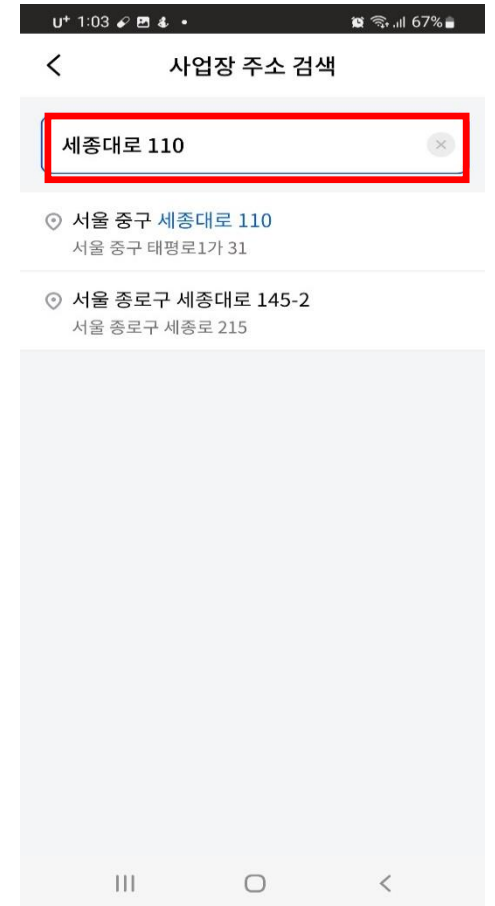 U+ 1:03 67%
사업장 주소 검색
세종대로 110
서울 중구 세종대로 110
서울 중구 태평로1가 31
서울 종로구 세종대로 145-2
서울 종로구 세종로 215